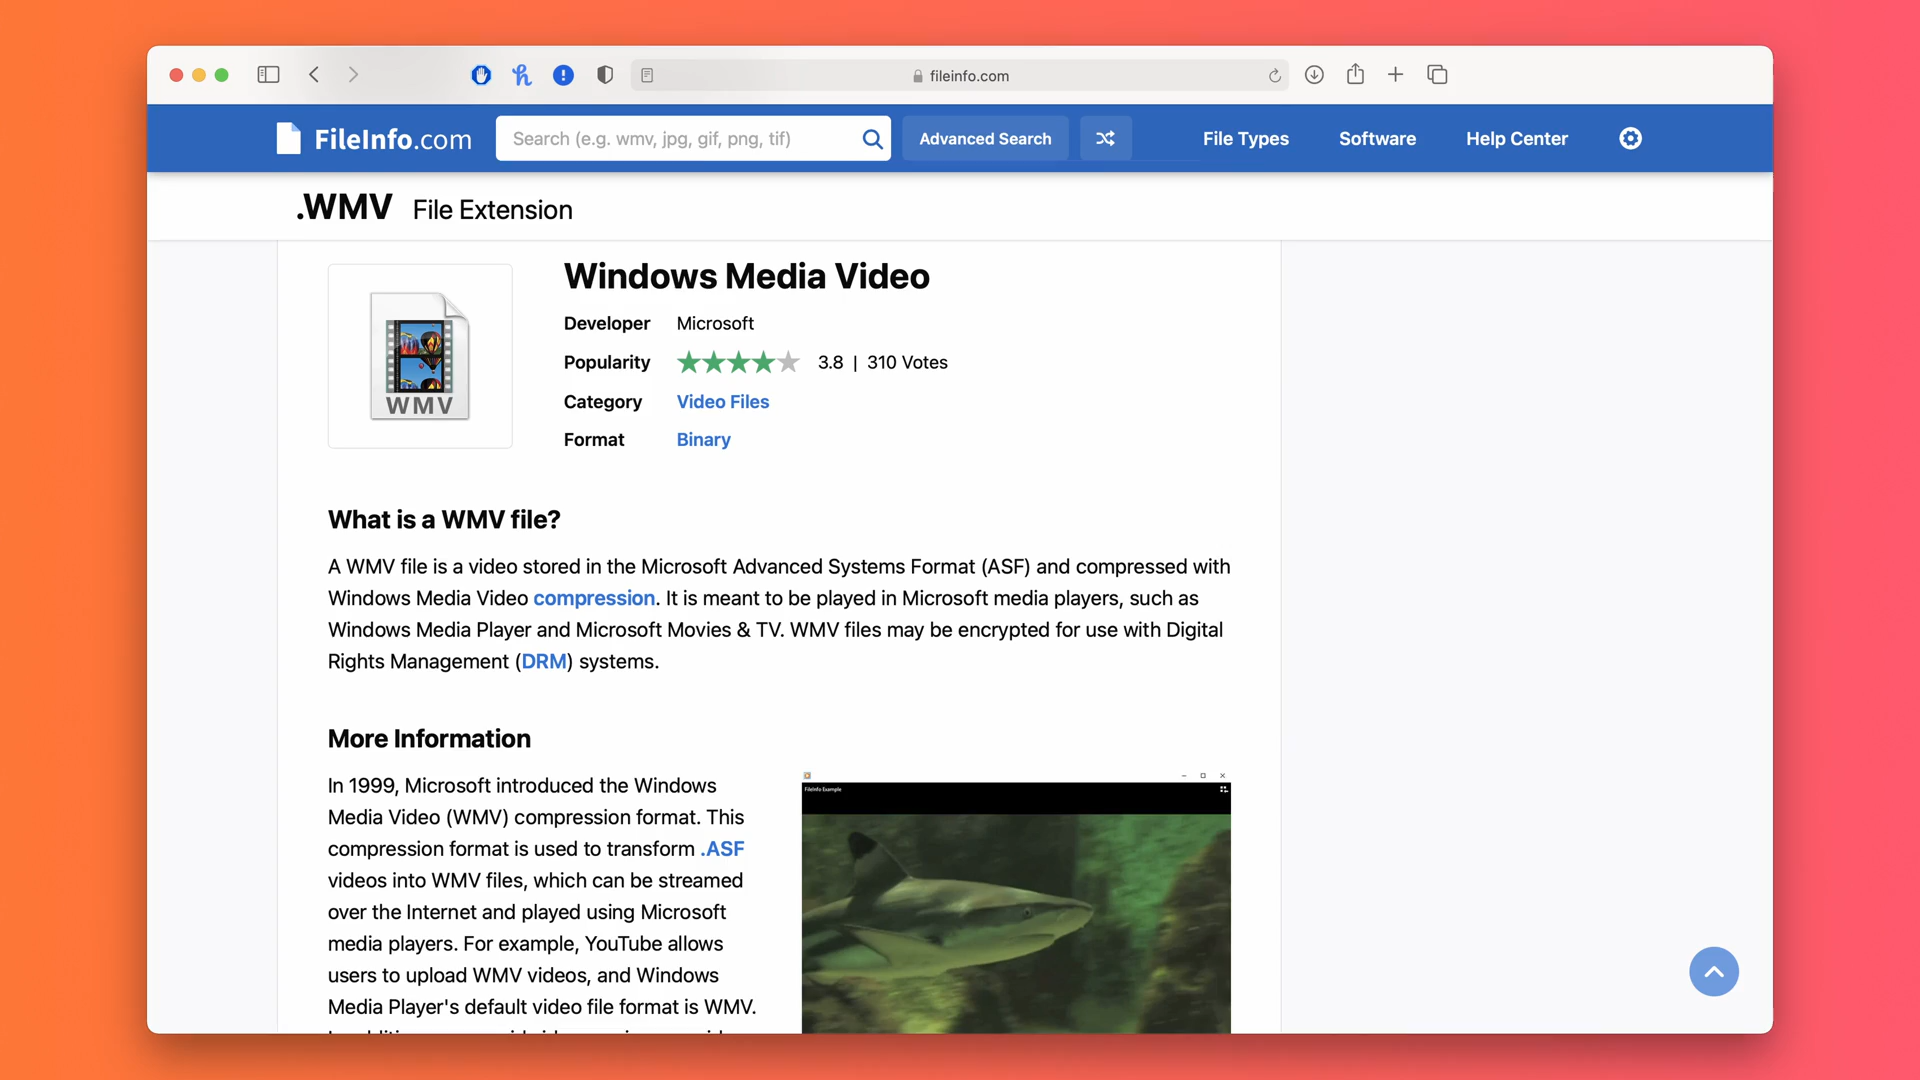 fileinfo.com
FileInfo.com
Search (e.g. wmv, jpg, gif, png, tif)
Advanced Search
File Types
Software
Help Center
.WMV File Extension
WMV
Windows Media Video
Developer Microsoft
Popularity 3.8 | 310 Votes
Category Video Files
Format Binary
What is a WMV file?
A WMV file is a video stored in the Microsoft Advanced Systems Format (ASF) and compressed with
Windows Media Video compression. It is meant to be played in Microsoft media players, such as
Windows Media Player and Microsoft Movies & TV. WMV files may be encrypted for use with Digital
Rights Management (DRM) systems.
More Information
In 1999, Microsoft introduced the Windows
Media Video (WMV) compression format. This
compression format is used to transform .ASF
videos into WMV files, which can be streamed
over the Internet and played using Microsoft
media players. For example, YouTube allows
users to upload WMV videos, and Windows
Media Player's default video file format is WMV.
FileInfo Example